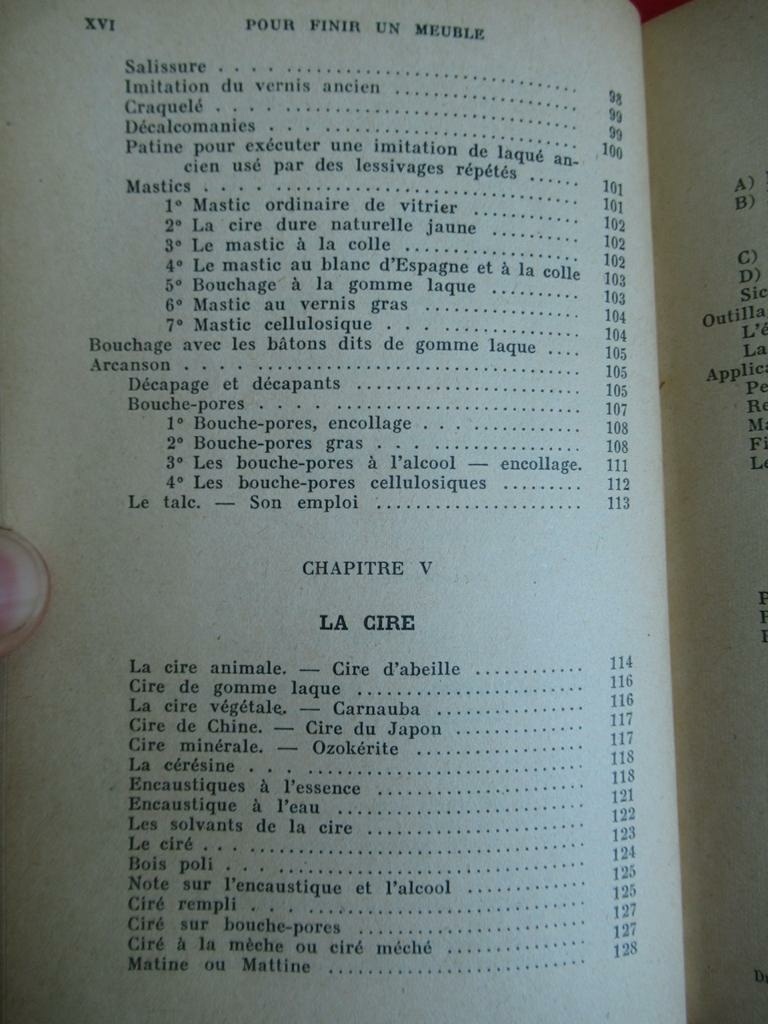 XVI POUR FINIR UN MEUBLE
Salissure . . . . . . . . . . . . . . . . . . . . 98
Imitation du vernis ancien . . . . . . . . . . . . 99
Craquelé . . . . . . . . . . . . . . . . . . . . 99
Décalcomanies . . . . . . . . . . . . . . . . . . 100
Patine pour exécuter une imitation de laqué an-
cien usé par des lessivages répétés . . . . . . 101
Mastics . . . . . . . . . . . . . . . . . . . . 101
1° Mastic ordinaire de vitrier . . . . . . . . . 102
2° La cire dure naturelle jaune . . . . . . . . 102
3° Le mastic à la colle . . . . . . . . . . . . 102
4° Le mastic au blanc d'Espagne et à la colle 103
5° Bouchage à la gomme laque . . . . . . . . . 103
6° Mastic au vernis gras . . . . . . . . . . . 104
7° Mastic cellulosique . . . . . . . . . . . . 104
Bouchage avec les bâtons dits de gomme laque . . . . 105
Arcanson . . . . . . . . . . . . . . . . . . . . 105
Décapage et décapants . . . . . . . . . . . . . . 105
Bouche-pores . . . . . . . . . . . . . . . . . . 107
1° Bouche-pores, encollage . . . . . . . . . . . 108
2° Bouche-pores gras . . . . . . . . . . . . . . 108
3° Les bouche-pores à l'alcool — encollage. 111
4° Les bouche-pores cellulosiques . . . . . . . . . 112
Le talc. — Son emploi . . . . . . . . . . . . . . 113
CHAPITRE V
LA CIRE
La cire animale. — Cire d'abeille . . . . . . . . . . . . 114
Cire de gomme laque . . . . . . . . . . . . . . . 116
La cire végétale. — Carnauba . . . . . . . . . . . 116
Cire de Chine. — Cire du Japon . . . . . . . . . . 117
Cire minérale. — Ozokérite . . . . . . . . . . . . 117
La cérésine . . . . . . . . . . . . . . . . . . . 118
Encaustiques à l'essence . . . . . . . . . . . . . 118
Encaustique à l'eau . . . . . . . . . . . . . . . 121
Les solvants de la cire . . . . . . . . . . . . . 122
Le ciré . . . . . . . . . . . . . . . . . . . . . 123
Bois poli . . . . . . . . . . . . . . . . . . . . 124
Note sur l'encaustique et l'alcool . . . . . . . . . 125
Ciré rempli . . . . . . . . . . . . . . . . . . . 125
Ciré sur bouche-pores . . . . . . . . . . . . . . 127
Ciré à la mèche ou ciré méché . . . . . . . . . . . 127
Matine ou Mattine . . . . . . . . . . . . . . . . 128
A)
B)
C)
D)
Sic
Outilla
L'é
La
Applic
Pe
Re
Ma
Fi
Le